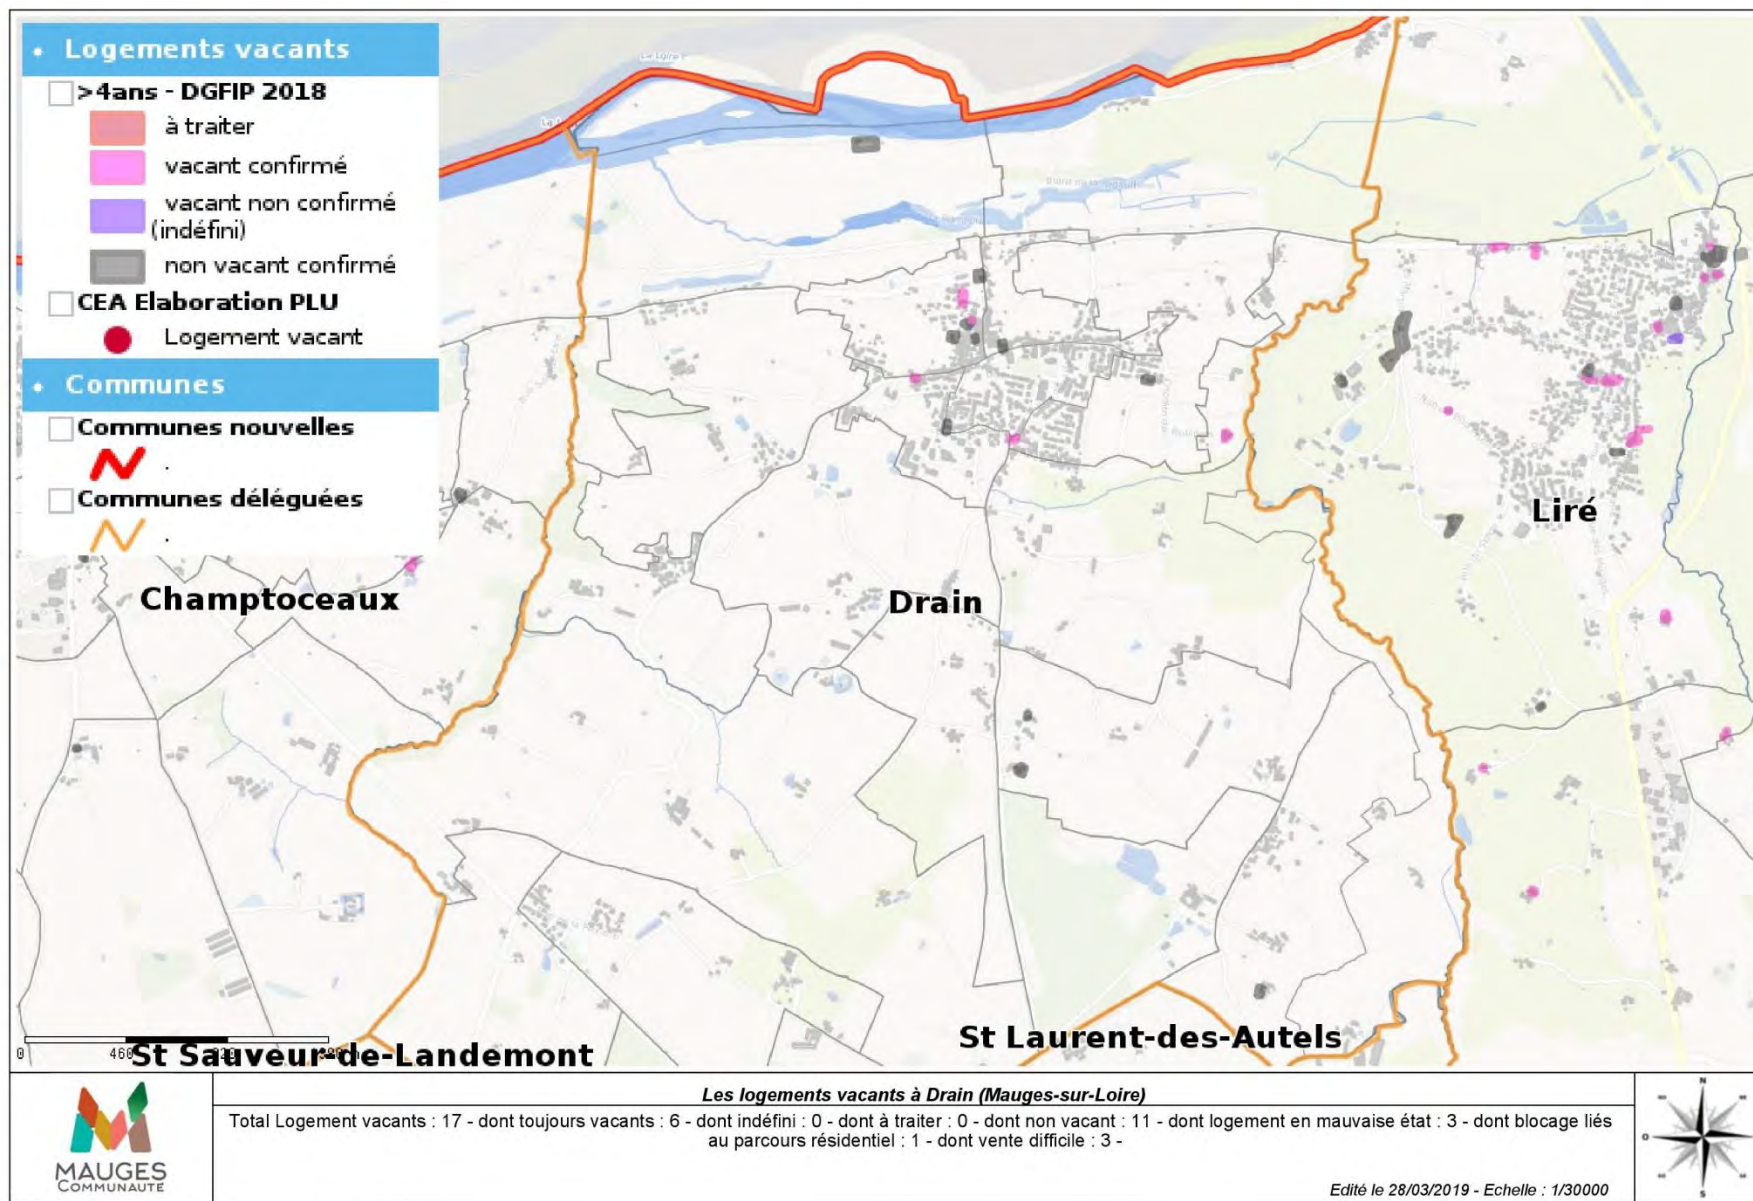 Logements vacants
>4ans - DGFIP 2018
à traiter
vacant confirmé
vacant non confirmé
(indéfini)
non vacant confirmé
CEA Elaboration PLU
Logement vacant
Communes
Communes nouvelles
.
Communes déléguées
.
La Loire
Champtoceaux
Drain
Liré
St Sauveur-de-Landemont
St Laurent-des-Autels
0 460
MAUGES
COMMUNAUTÉ
Les logements vacants à Drain (Mauges-sur-Loire)
Total Logement vacants : 17 - dont toujours vacants : 6 - dont indéfini : 0 - dont à traiter : 0 - dont non vacant : 11 - dont logement en mauvaise état : 3 - dont blocage liés
au parcours résidentiel : 1 - dont vente difficile : 3 -
Edité le 28/03/2019 - Echelle : 1/30000
N
O
E
S